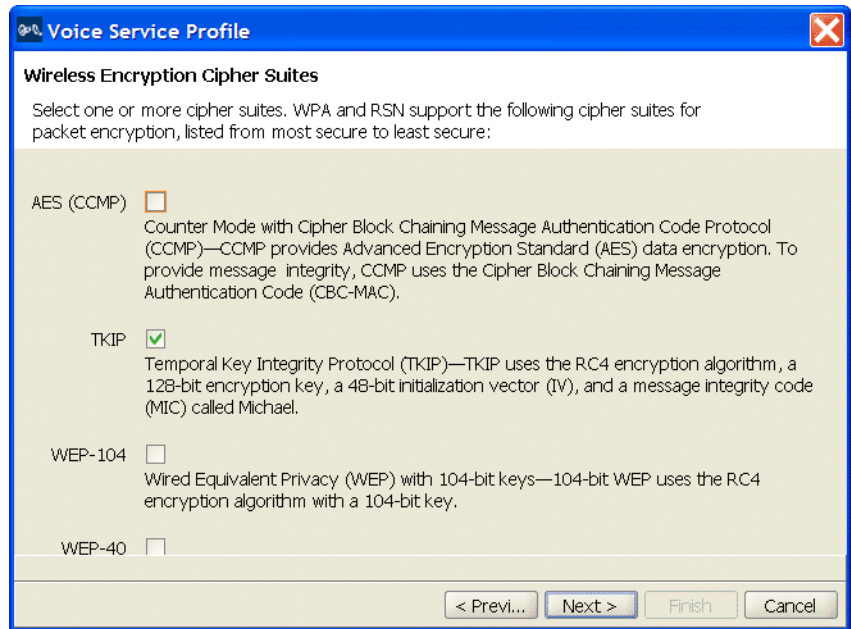 Voice Service Profile
Wireless Encryption Cipher Suites
Select one or more cipher suites. WPA and RSN support the following cipher suites for
packet encryption, listed from most secure to least secure:
AES (CCMP)
Counter Mode with Cipher Block Chaining Message Authentication Code Protocol
(CCMP)—CCMP provides Advanced Encryption Standard (AES) data encryption. To
provide message integrity, CCMP uses the Cipher Block Chaining Message
Authentication Code (CBC-MAC).
TKIP
Temporal Key Integrity Protocol (TKIP)—TKIP uses the RC4 encryption algorithm, a
128-bit encryption key, a 48-bit initialization vector (IV), and a message integrity code
(MIC) called Michael.
WEP-104
Wired Equivalent Privacy (WEP) with 104-bit keys—104-bit WEP uses the RC4
encryption algorithm with a 104-bit key.
WEP-40
< Previ... Next > Finish Cancel